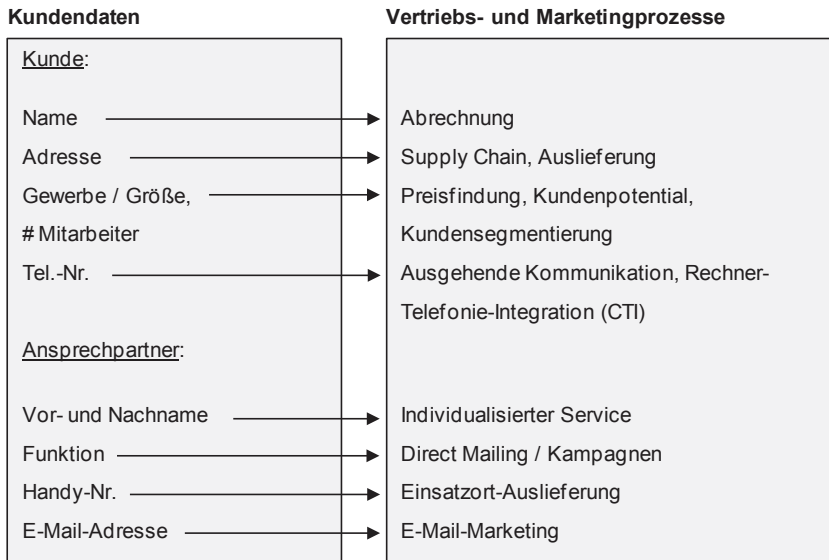 Kundendaten Vertriebs- und Marketingprozesse
Kunde:
Name Abrechnung
Adresse Supply Chain, Auslieferung
Gewerbe / Größe, Preisfindung, Kundenpotential,
# Mitarbeiter Kundensegmentierung
Tel.-Nr. Ausgehende Kommunikation, Rechner-
Telefonie-Integration (CTI)
Ansprechpartner:
Vor- und Nachname Individualisierter Service
Funktion Direct Mailing / Kampagnen
Handy-Nr. Einsatzort-Auslieferung
E-Mail-Adresse E-Mail-Marketing